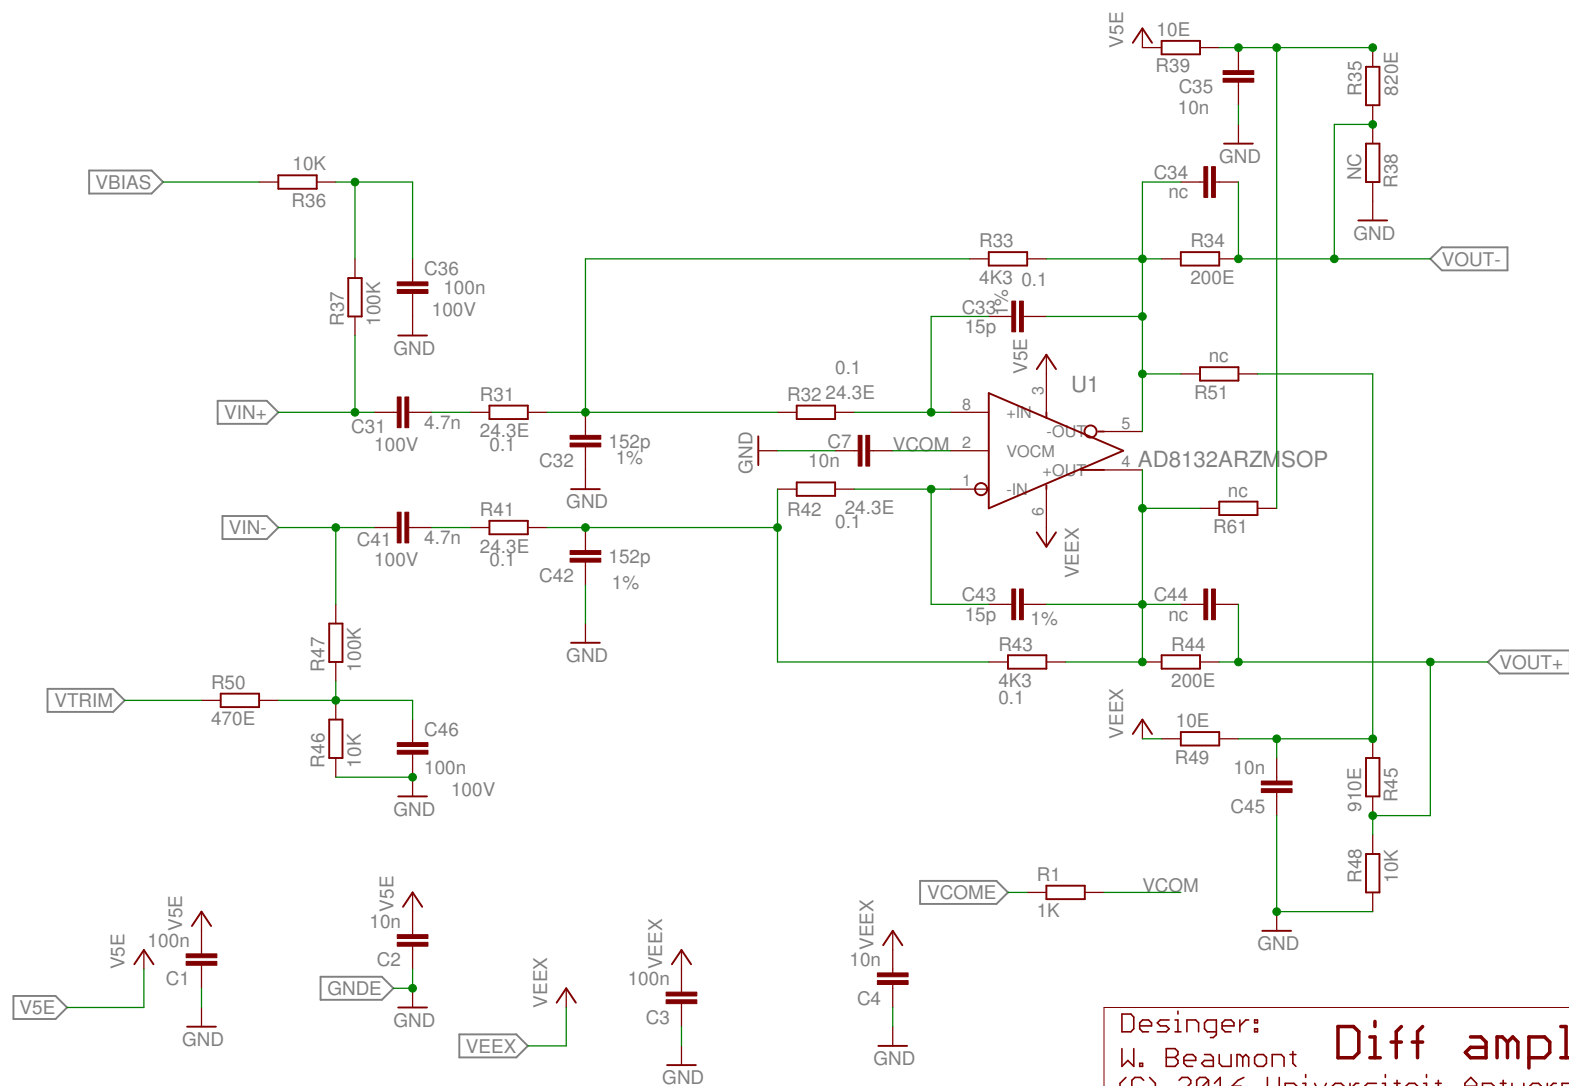 V5E
10E
R39
C35
10n
GND
R35
820E
NC
R38
GND
C34
nc
VBIAS
10K
R36
R37
100K
C36
100n
100V
GND
R33
4K3
0.1
R34
200E
VOUT-
C33
1%
15p
V5E
0.1
R32
24.3E
U1
nc
R51
VIN+
C31
4.7n
100V
R31
24.3E
0.1
C32
152p
1%
GND
GND
C7
10n
VCOM
8
2
1
3
6
5
4
+IN
VOCM
-IN
-OUT
+OUT
AD8132ARZMSOP
VEEX
R42
24.3E
0.1
nc
R61
VIN-
C41
4.7n
100V
R41
24.3E
0.1
C42
152p
1%
GND
C43
15p
1%
C44
nc
R43
4K3
0.1
R44
200E
VOUT+
R47
100K
VTRIM
R50
470E
R46
10K
C46
100n
100V
GND
VEEX
10E
R49
10n
C45
910E
R45
R48
10K
GND
VCOME
R1
1K
VCOM
V5E
V5E
V5E
100n
C1
GND
V5E
10n
C2
GNDE
GND
VEEX
VEEX
VEEX
100n
C3
GND
VEEX
10n
C4
GND
Desinger:
W. Beaumont
Diff ampl
(C) 2016 Universiteit Antwerp